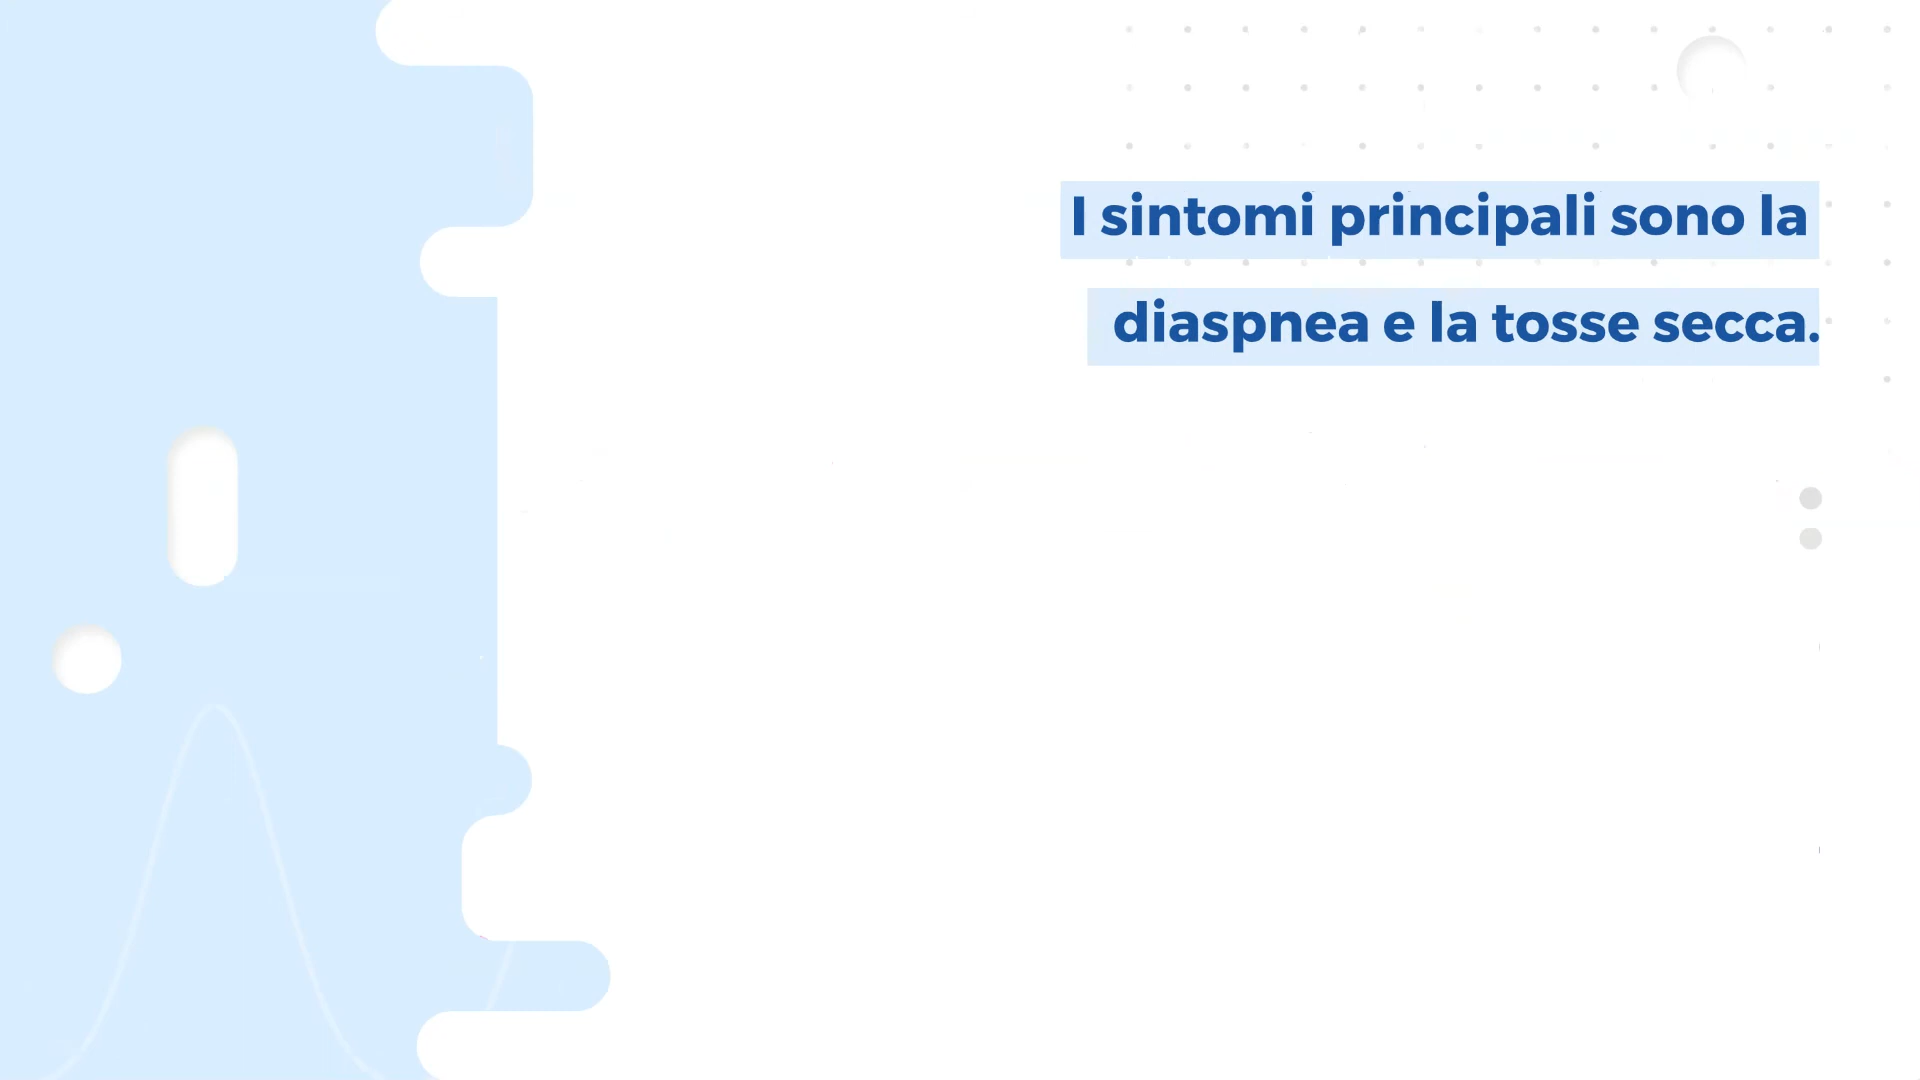 I sintomi principali sono la
diaspnea e la tosse secca.